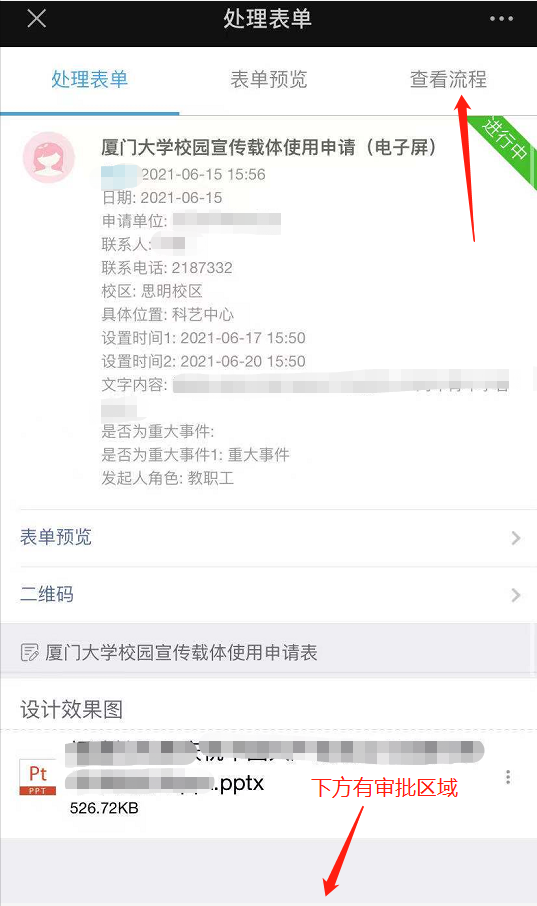 处理表单
处理表单 表单预览 查看流程
进行中
厦门大学校园宣传载体使用申请（电子屏）
2021-06-15 15:56
日期: 2021-06-15
申请单位:
联系人:
联系电话: 2187332
校区: 思明校区
具体位置: 科艺中心
设置时间1: 2021-06-17 15:50
设置时间2: 2021-06-20 15:50
文字内容:
是否为重大事件:
是否为重大事件1: 重大事件
发起人角色: 教职工
表单预览
二维码
厦门大学校园宣传载体使用申请表
设计效果图
Pt
PPT
.pptx
526.72KB
下方有审批区域